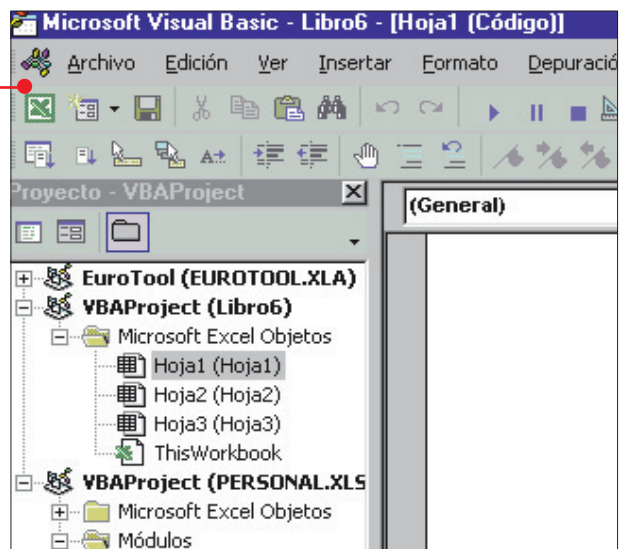 Microsoft Visual Basic - Libro6 - [Hoja1 (Código)]
Archivo Edición Ver Insertar Formato Depuració
Proyecto - VBAProject
(General)
EuroTool (EUROTOOL.XLA)
VBAProject (Libro6)
Microsoft Excel Objetos
Hoja1 (Hoja1)
Hoja2 (Hoja2)
Hoja3 (Hoja3)
ThisWorkbook
VBAProject (PERSONAL.XLS
Microsoft Excel Objetos
Módulos